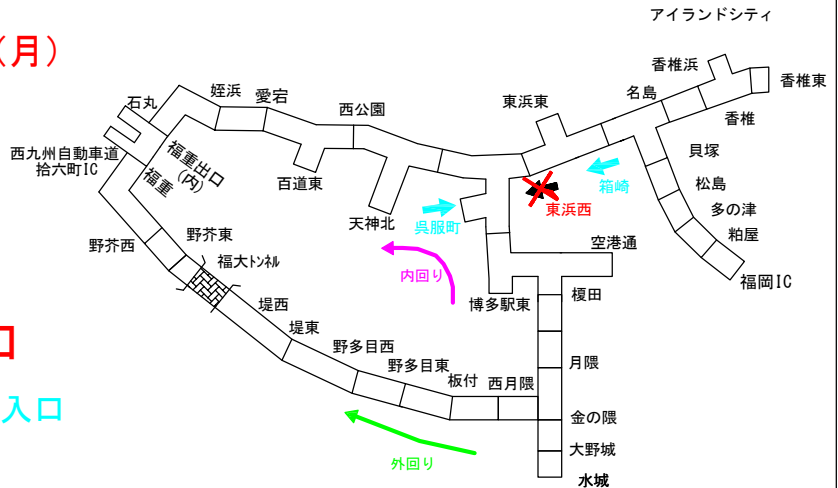 アイランドシティ
(月)
香椎浜
石丸
姪浜
愛宕
西公園
東浜東
名島
香椎東
香椎
西九州自動車道
拾六町IC
福重出口
(内)
福重
百道東
貝塚
箱崎
松島
東浜西
天神北
呉服町
多の津
粕屋
野芥西
野芥東
福大トンネル
内回り
空港通
福岡IC
博多駅東
榎田
堤西
堤東
口
野多目西
野多目東
月隈
板付
西月隈
入口
金の隈
大野城
外回り
水城